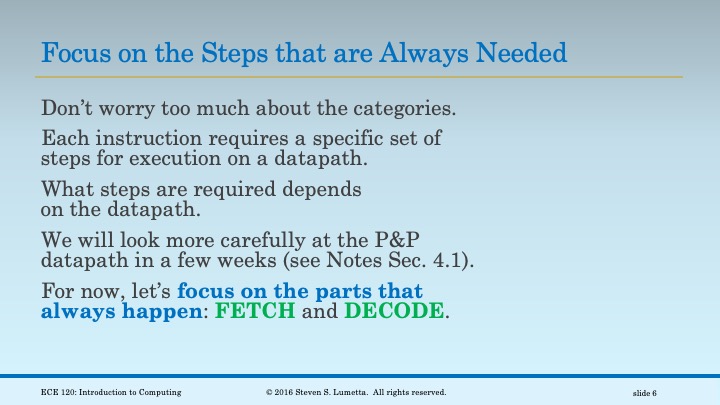 Focus on the Steps that are Always Needed
Don’t worry too much about the categories.
Each instruction requires a specific set of
steps for execution on a datapath.
What steps are required depends
on the datapath.
We will look more carefully at the P&P
datapath in a few weeks (see Notes Sec. 4.1).
For now, let’s focus on the parts that
always happen: FETCH and DECODE.
ECE 120: Introduction to Computing
© 2016 Steven S. Lumetta. All rights reserved.
slide 6